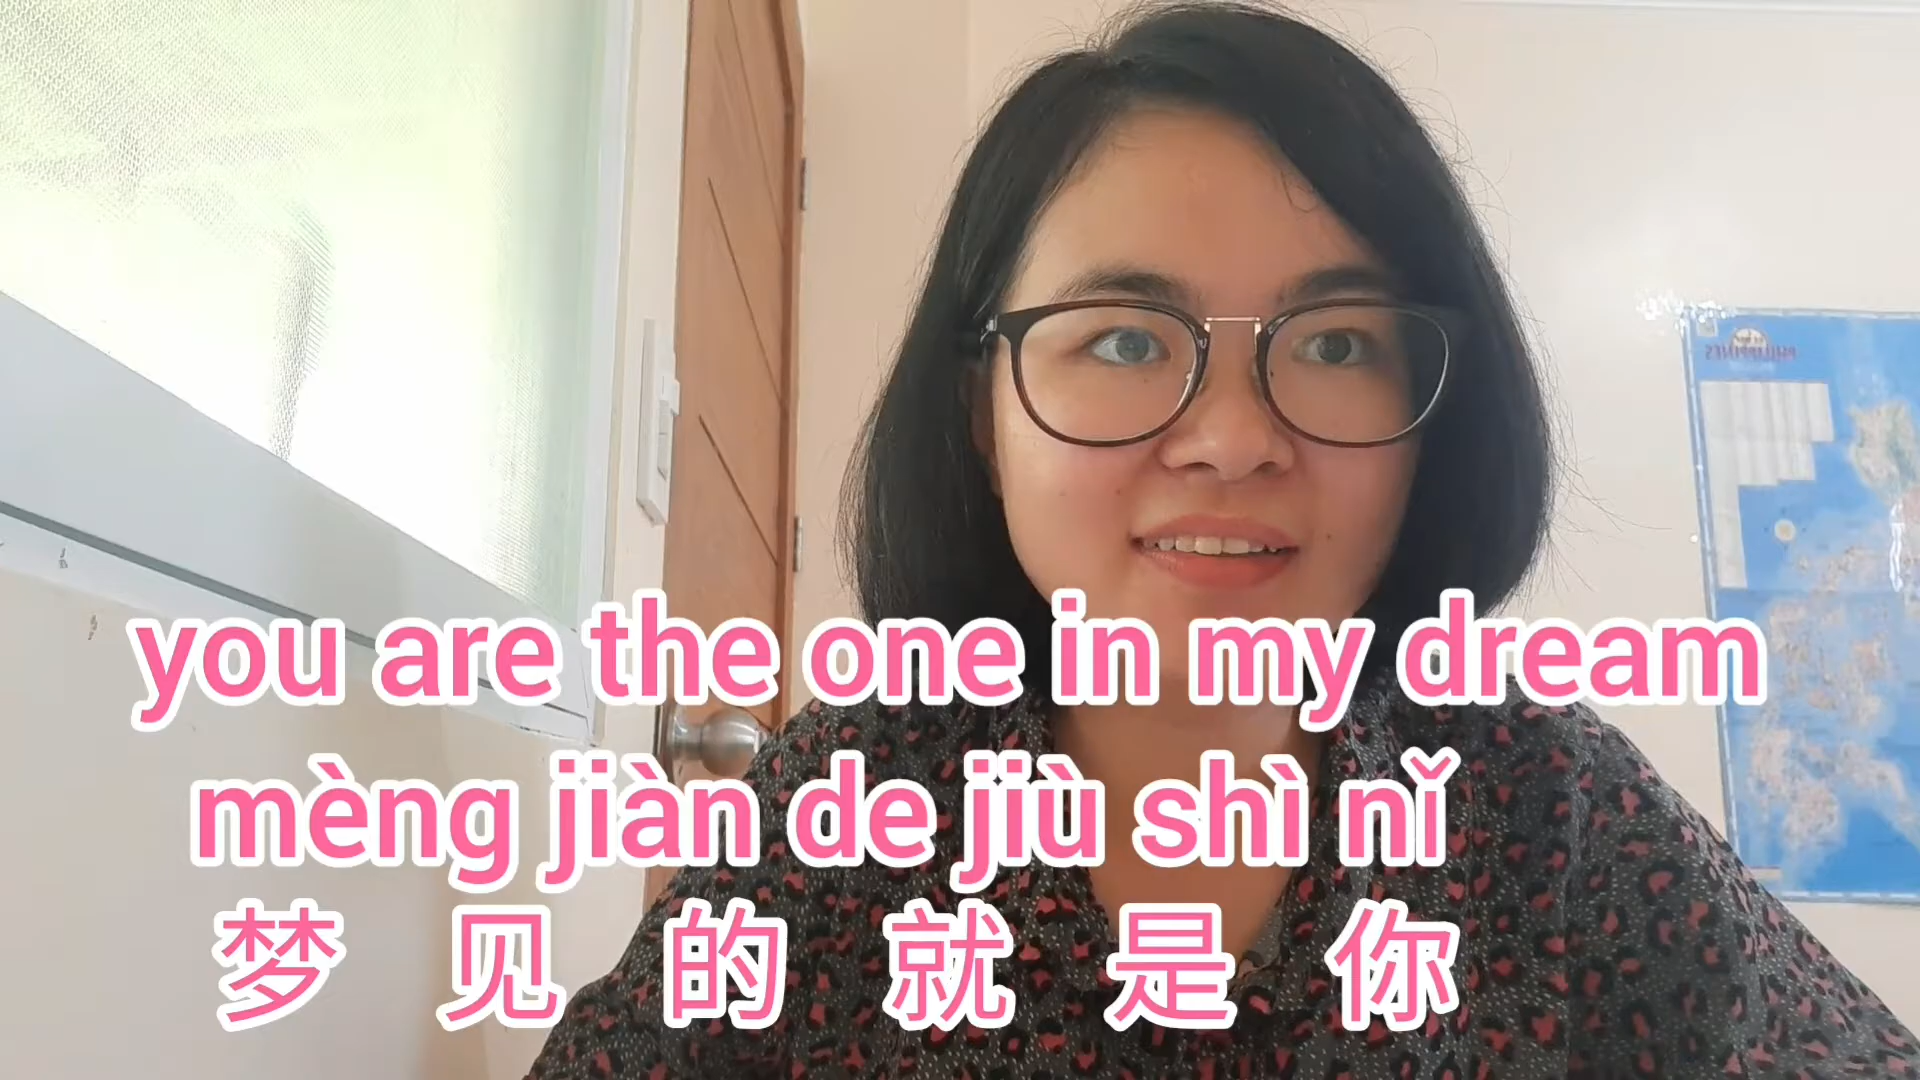 you are the one in my dream
mèng jiàn de jiù shì nǐ
梦 见 的 就 是 你
PHILIPPINES